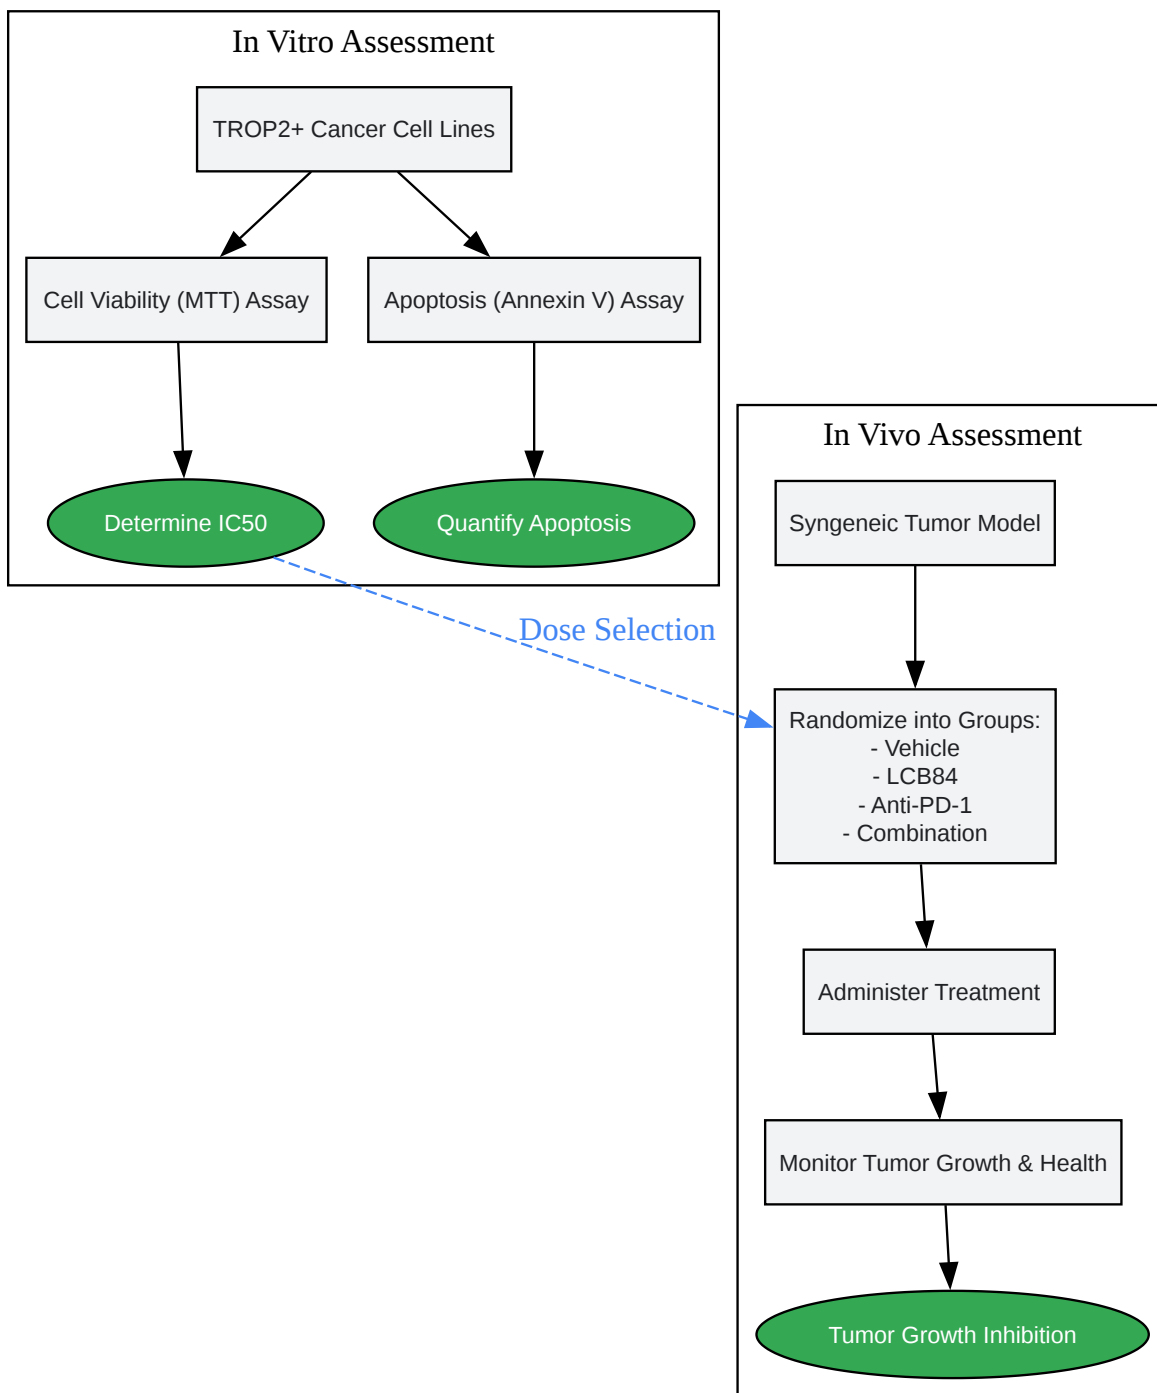 In Vitro Assessment
TROP2+ Cancer Cell Lines
Cell Viability (MTT) Assay
Apoptosis (Annexin V) Assay
Determine IC50
Quantify Apoptosis
Dose Selection
In Vivo Assessment
Syngeneic Tumor Model
Randomize into Groups:
- Vehicle
- LCB84
- Anti-PD-1
- Combination
Administer Treatment
Monitor Tumor Growth & Health
Tumor Growth Inhibition